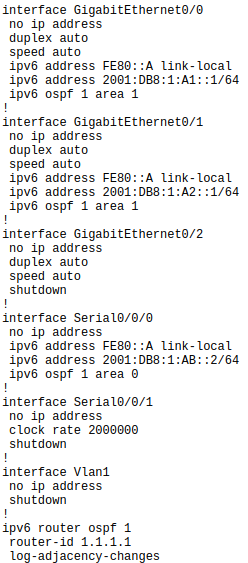 interface GigabitEthernet0/0
 no ip address
 duplex auto
 speed auto
 ipv6 address FE80::A link-local
 ipv6 address 2001:DB8:1:A1::1/64
 ipv6 ospf 1 area 1
!
interface GigabitEthernet0/1
 no ip address
 duplex auto
 speed auto
 ipv6 address FE80::A link-local
 ipv6 address 2001:DB8:1:A2::1/64
 ipv6 ospf 1 area 1
!
interface GigabitEthernet0/2
 no ip address
 duplex auto
 speed auto
 shutdown
!
interface Serial0/0/0
 no ip address
 ipv6 address FE80::A link-local
 ipv6 address 2001:DB8:1:AB::2/64
 ipv6 ospf 1 area 0
!
interface Serial0/0/1
 no ip address
 clock rate 2000000
 shutdown
!
interface Vlan1
 no ip address
 shutdown
!
ipv6 router ospf 1
 router-id 1.1.1.1
 log-adjacency-changes